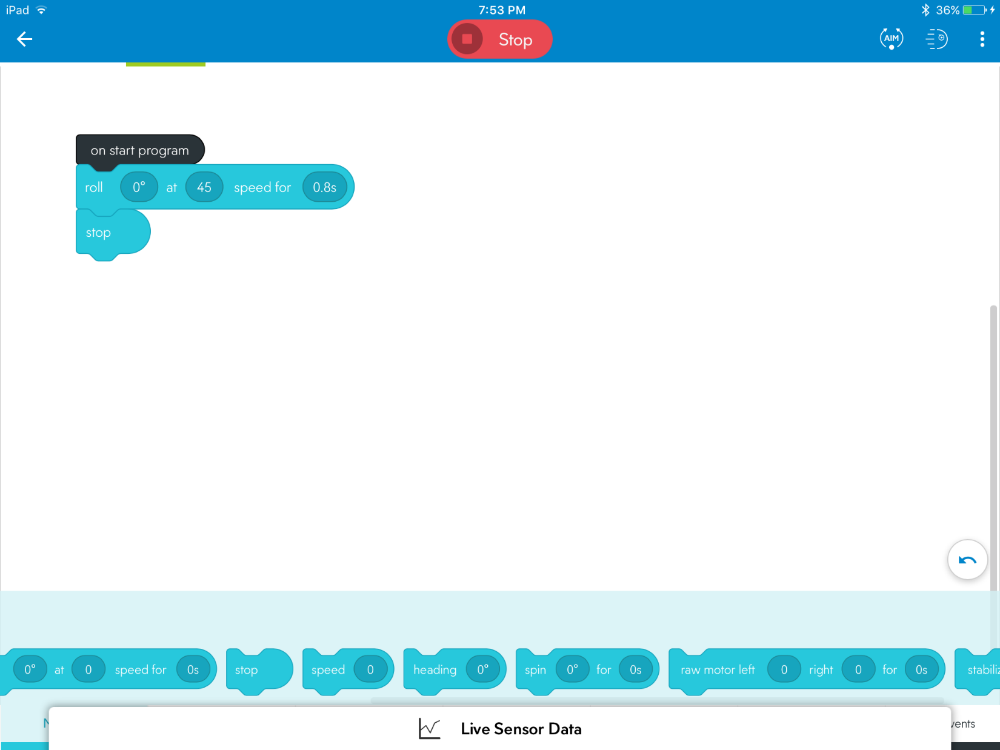 iPad 7:53 PM 36%
Stop AIM
on start program
roll 0° at 45 speed for 0.8s
stop
0° at 0 speed for 0s stop speed 0 heading 0° spin 0° for 0s raw motor left 0 right 0 for 0s stabiliz
Live Sensor Data vents